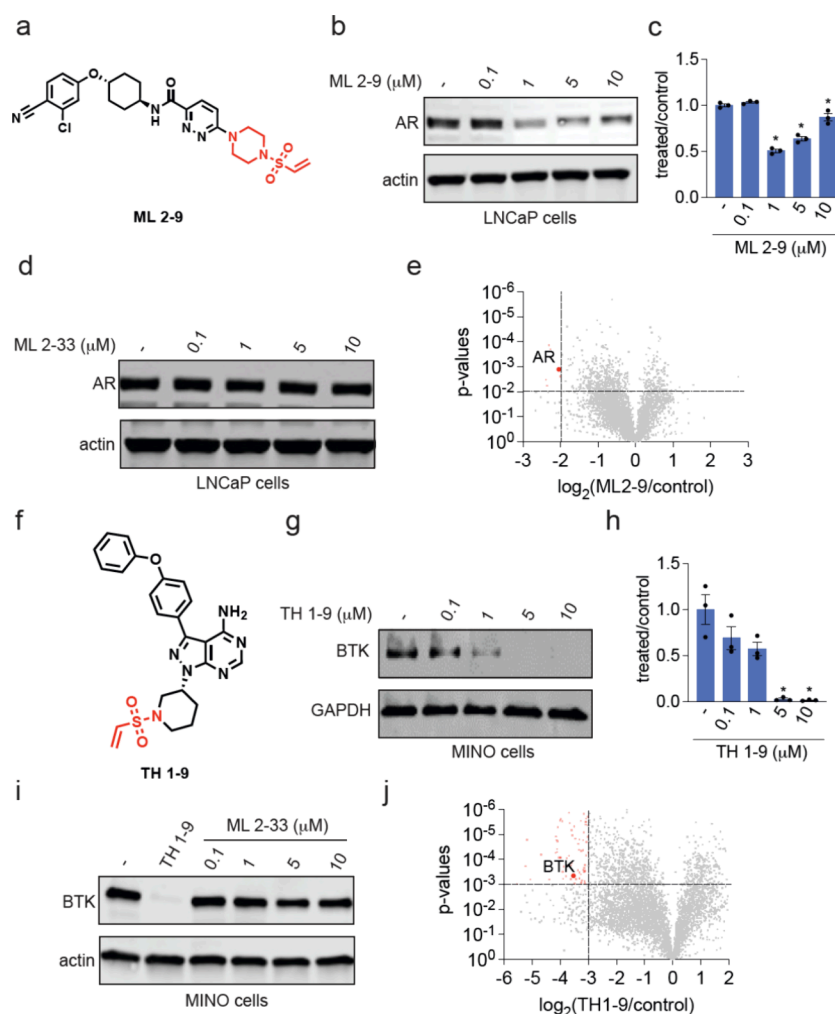 a
N
Cl
O
N
H
O
N
N
N
N
S
O
O
ML 2-9
b
ML 2-9 (μM)
-
0.1
1
5
10
AR
actin
LNCaP cells
c
treated/control
1.5
1.0
0.5
0.0
*
*
*
-
0.1
1
5
10
ML 2-9 (μM)
d
ML 2-33 (μM)
-
0.1
1
5
10
AR
actin
LNCaP cells
e
p-values
10-6
10-5
10-4
10-3
10-2
10-1
100
AR
-3 -2 -1 0 1 2 3
log2(ML2-9/control)
f
O
NH2
N
N
N
N
N
S
O
O
TH 1-9
g
TH 1-9 (μM)
-
0.1
1
5
10
BTK
GAPDH
MINO cells
h
treated/control
1.5
1.0
0.5
0.0
*
*
-
0.1
1
5
10
TH 1-9 (μM)
i
ML 2-33 (μM)
-
TH 1-9
0.1
1
5
10
BTK
actin
MINO cells
j
p-values
10-6
10-5
10-4
10-3
10-2
10-1
100
BTK
-6 -5 -4 -3 -2 -1 0 1 2
log2(TH1-9/control)